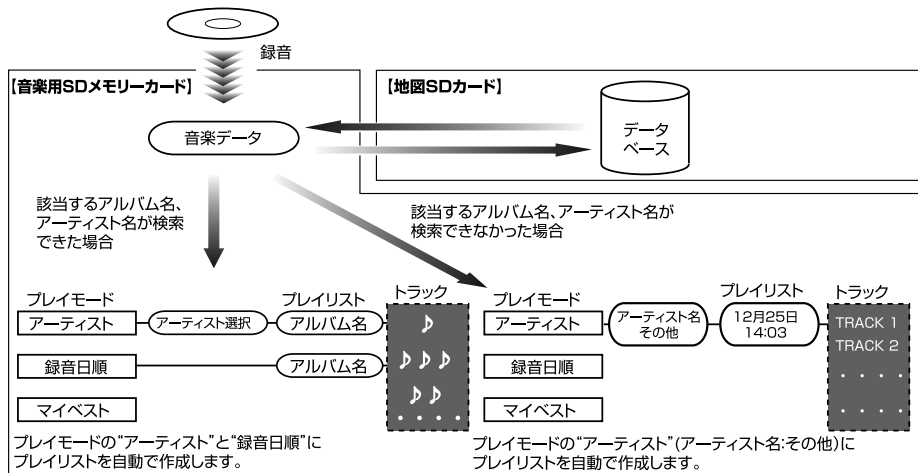 録音
【音楽用SDメモリーカード】
【地図SDカード】
音楽データ
データ
ベース
該当するアルバム名、
アーティスト名が検索
できた場合
該当するアルバム名、アーティスト名が
検索できなかった場合
プレイモード
プレイリスト
トラック
アーティスト
アーティスト選択
アルバム名
録音日順
アルバム名
マイベスト
プレイモードの“アーティスト”と“録音日順”に
プレイリストを自動で作成します。
プレイモード
プレイリスト
トラック
アーティスト
アーティスト名
その他
12月25日
14:03
TRACK 1
TRACK 2
録音日順
マイベスト
プレイモードの“アーティスト”(アーティスト名:その他)に
プレイリストを自動で作成します。